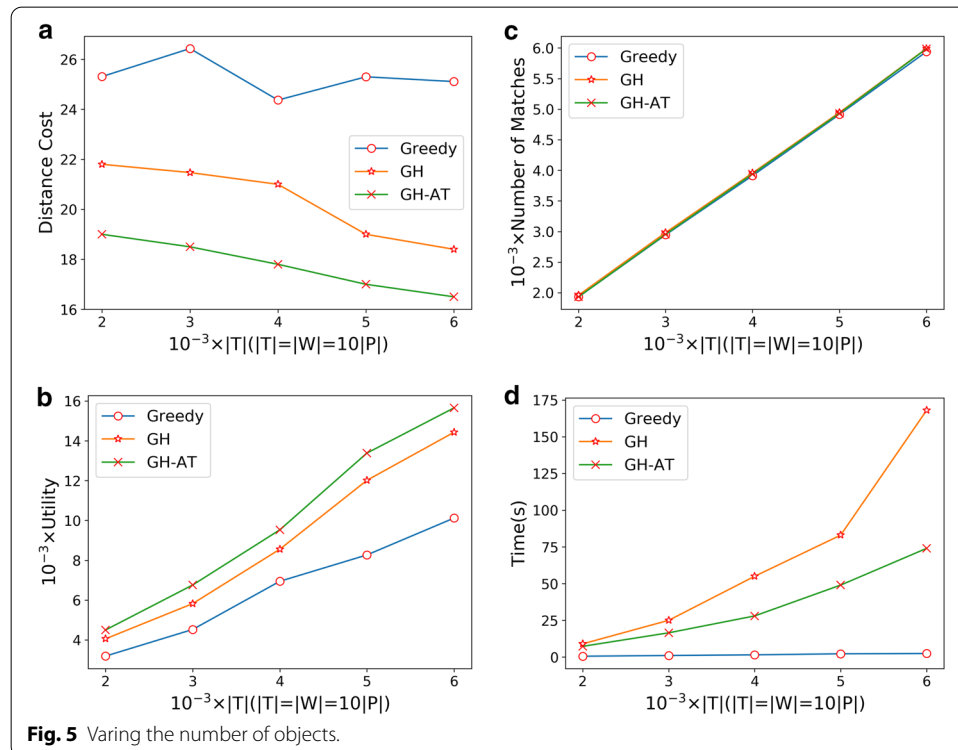 a
26
24
22
20
18
16
Distance Cost
Greedy
GH
GH-AT
2 3 4 5 6
10⁻³×|T|(|T|=|W|=10|P|)
c
6.0
5.5
5.0
4.5
4.0
3.5
3.0
2.5
2.0
10⁻³×Number of Matches
Greedy
GH
GH-AT
2 3 4 5 6
10⁻³×|T|(|T|=|W|=10|P|)
b
16
14
12
10
8
6
4
10⁻³×Utility
Greedy
GH
GH-AT
2 3 4 5 6
10⁻³×|T|(|T|=|W|=10|P|)
d
175
150
125
100
75
50
25
0
Time(s)
Greedy
GH
GH-AT
2 3 4 5 6
10⁻³×|T|(|T|=|W|=10|P|)
Fig. 5 Varing the number of objects.